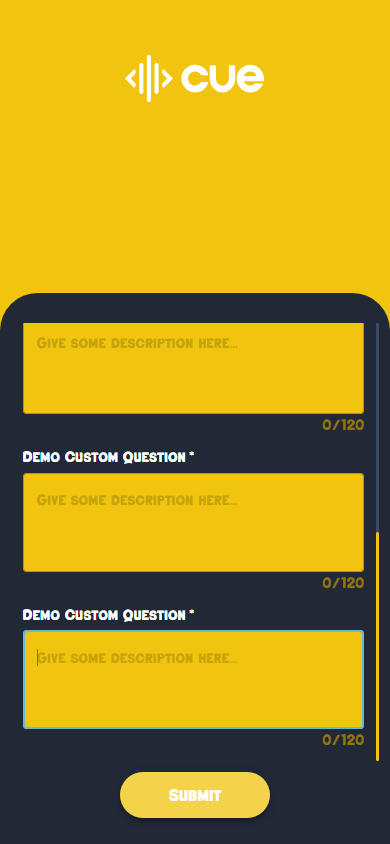 cue
Give some description here...
0/120
Demo Custom Question *
Give some description here...
0/120
Demo Custom Question *
Give some description here...
0/120
Submit